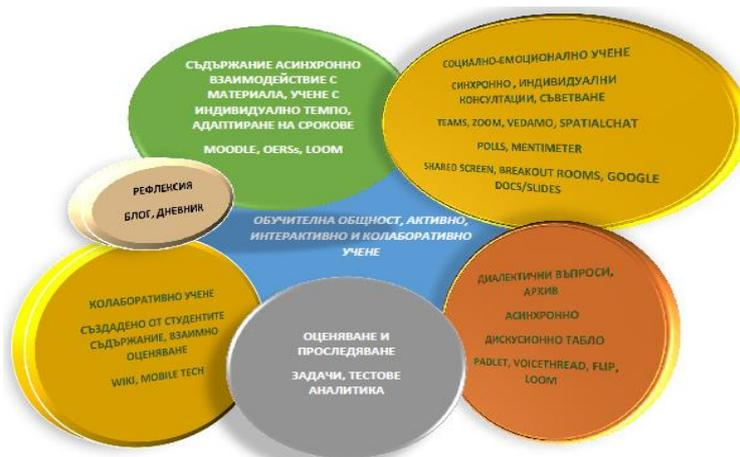 СЪДЪРЖАНИЕ АСИНХРОННО
ВЗАИМОДЕЙСТВИЕ С
МАТЕРИАЛА, УЧЕНЕ С
ИНДИВИДУАЛНО ТЕМПО,
АДАПТИРАНЕ НА СРОКОВЕ
MOODLE, OERSs, LOOM
СОЦИАЛНО-ЕМОЦИОНАЛНО УЧЕНЕ
СИНХРОННО, ИНДИВИДУАЛНИ
КОНСУЛТАЦИИ, СЪВЕТВАНЕ
TEAMS, ZOOM, VEDAMO, SPATIALCHAT
POLLS, MENTIMETER
SHARED SCREEN, BREAKOUT ROOMS, GOOGLE
DOCS/SLIDES
РЕФЛЕКСИЯ
БЛОГ, ДНЕВНИК
ОБУЧИТЕЛНА ОБЩНОСТ, АКТИВНО,
ИНТЕРАКТИВНО И КОЛАБОРАТИВНО
УЧЕНЕ
КОЛАБОРАТИВНО УЧЕНЕ
СЪЗДАДЕНО ОТ СТУДЕНТИТЕ
СЪДЪРЖАНИЕ, ВЗАИМНО
ОЦЕНЯВАНЕ
WIKI, MOBILE TECH
ОЦЕНЯВАНЕ И
ПРОСЛЕДЯВАНЕ
ЗАДАЧИ, ТЕСТОВЕ
АНАЛИТИКА
ДИАЛЕКТИЧНИ ВЪПРОСИ,
АРХИВ
АСИНХРОННО
ДИСКУСИОННО ТАБЛО
PADLET, VOICETHREAD, FLIP,
LOOM